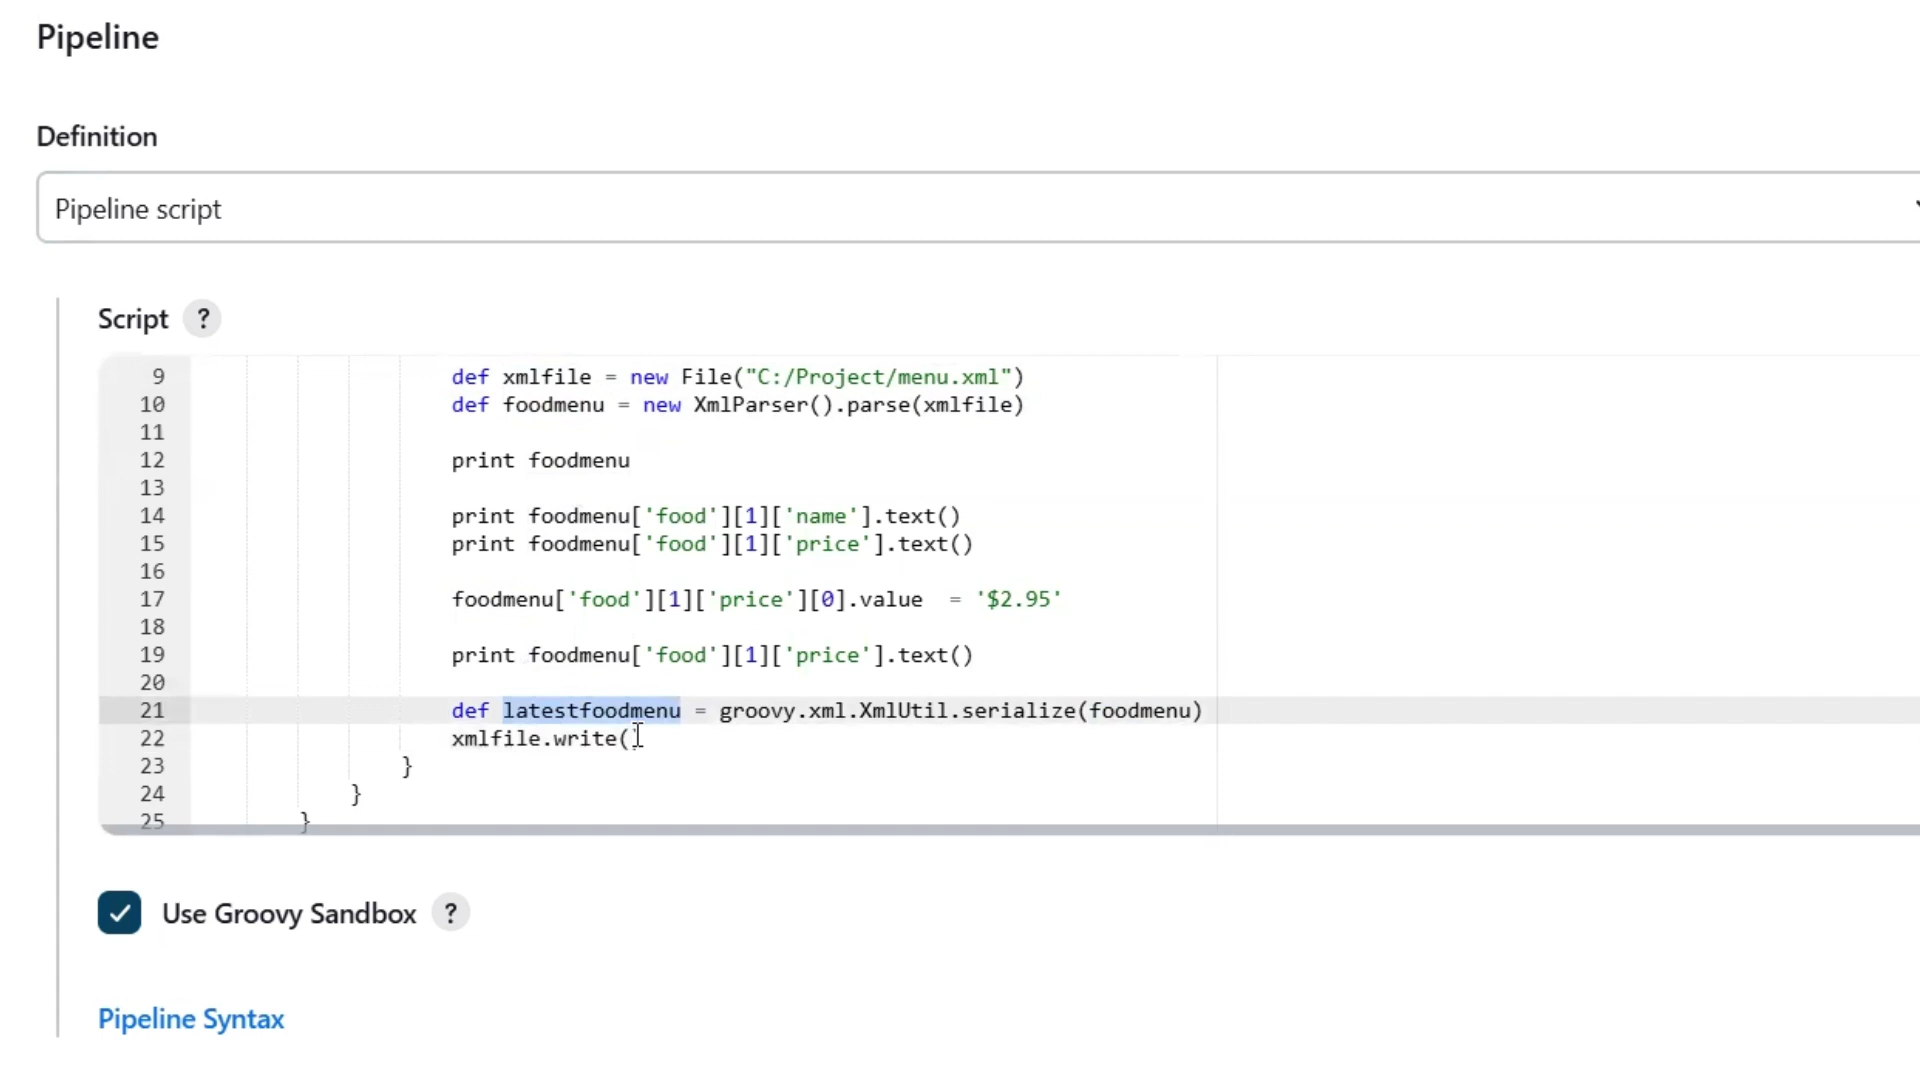 Pipeline
Definition
Pipeline script
Script ?
9 def xmlfile = new File("C:/Project/menu.xml")
10 def foodmenu = new XmlParser().parse(xmlfile)
11
12 print foodmenu
13
14 print foodmenu['food'][1]['name'].text()
15 print foodmenu['food'][1]['price'].text()
16
17 foodmenu['food'][1]['price'][0].value  = '$2.95'
18
19 print foodmenu['food'][1]['price'].text()
20
21 def latestfoodmenu = groovy.xml.XmlUtil.serialize(foodmenu)
22 xmlfile.write()
23 }
24 }
25 }
Use Groovy Sandbox ?
Pipeline Syntax